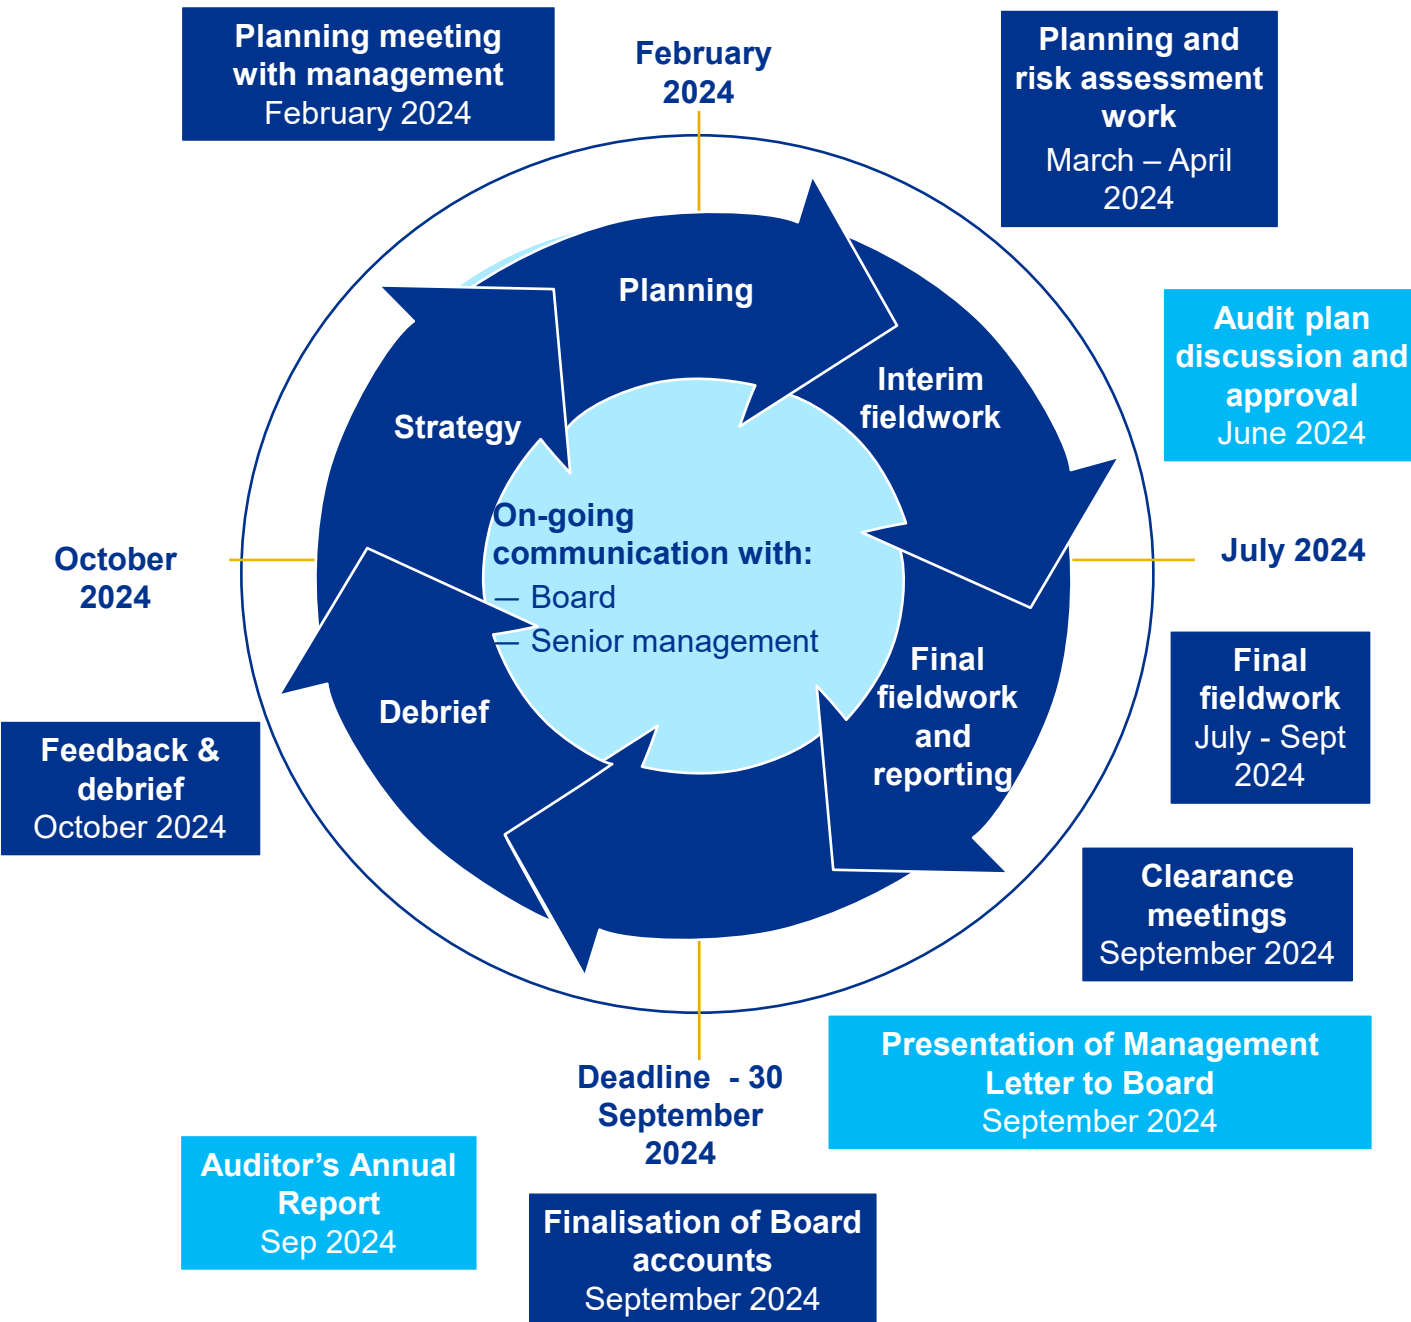 Planning meeting
with management
February 2024
February
2024
Planning and
risk assessment
work
March – April
2024
Planning
Audit plan
discussion and
approval
June 2024
Interim
fieldwork
Strategy
On-going
communication with:
— Board
— Senior management
October
2024
July 2024
Final
fieldwork
July - Sept
2024
Final
fieldwork
and
reporting
Debrief
Feedback &
debrief
October 2024
Clearance
meetings
September 2024
Presentation of Management
Letter to Board
September 2024
Deadline - 30
September
2024
Auditor’s Annual
Report
Sep 2024
Finalisation of Board
accounts
September 2024